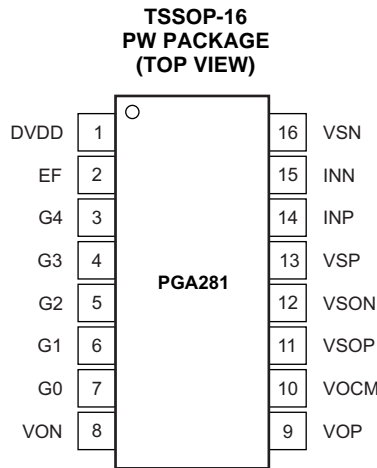 TSSOP-16
PW PACKAGE
(TOP VIEW)
DVDD 1 16 VSN
EF 2 15 INN
G4 3 14 INP
G3 4 13 VSP
PGA281
G2 5 12 VSON
G1 6 11 VSOP
G0 7 10 VOCM
VON 8 9 VOP